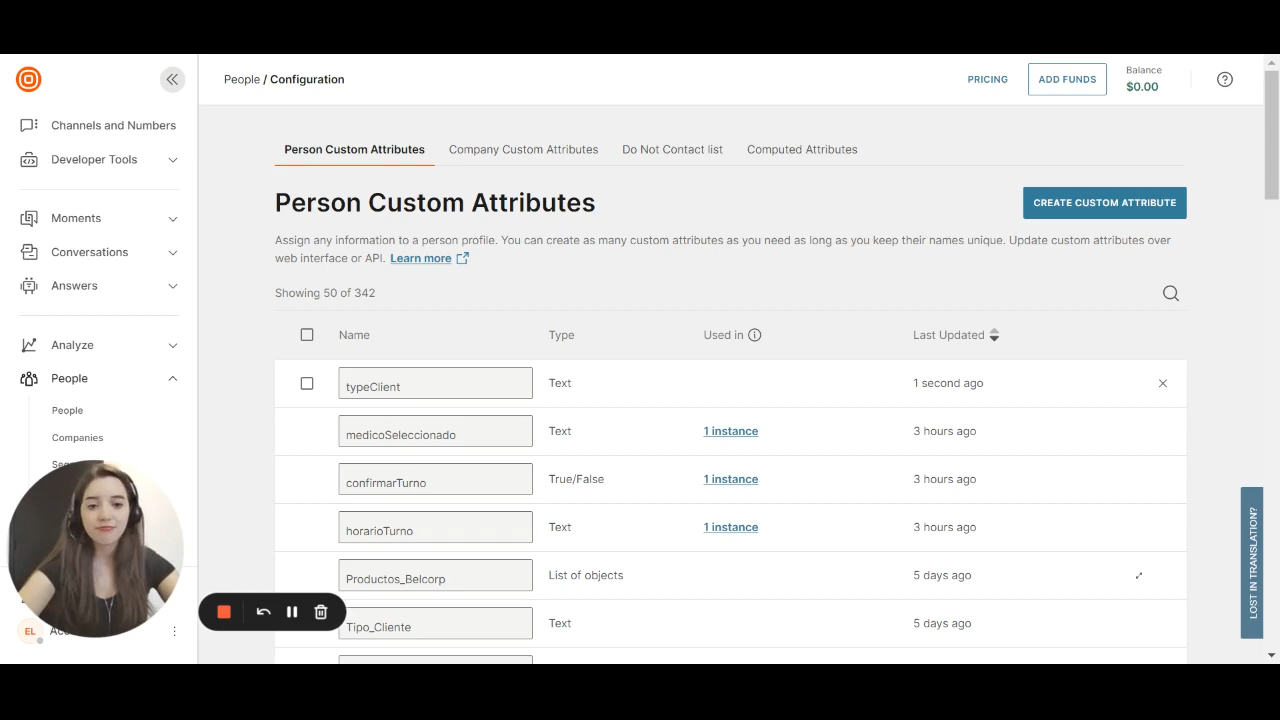 People / Configuration
PRICING
ADD FUNDS
Balance
$0.00
Channels and Numbers
Developer Tools
Moments
Conversations
Answers
Analyze
People
People
Companies
EL
Person Custom Attributes
Company Custom Attributes
Do Not Contact list
Computed Attributes
Person Custom Attributes
CREATE CUSTOM ATTRIBUTE
Assign any information to a person profile. You can create as many custom attributes as you need as long as you keep their names unique. Update custom attributes over
web interface or API. Learn more
Showing 50 of 342
Name Type Used in Last Updated
typeClient Text 1 second ago
medicoSeleccionado Text 1 instance 3 hours ago
confirmarTurno True/False 1 instance 3 hours ago
horarioTurno Text 1 instance 3 hours ago
Productos_Belcorp List of objects 5 days ago
Tipo_Cliente Text 5 days ago
LOST IN TRANSLATION?